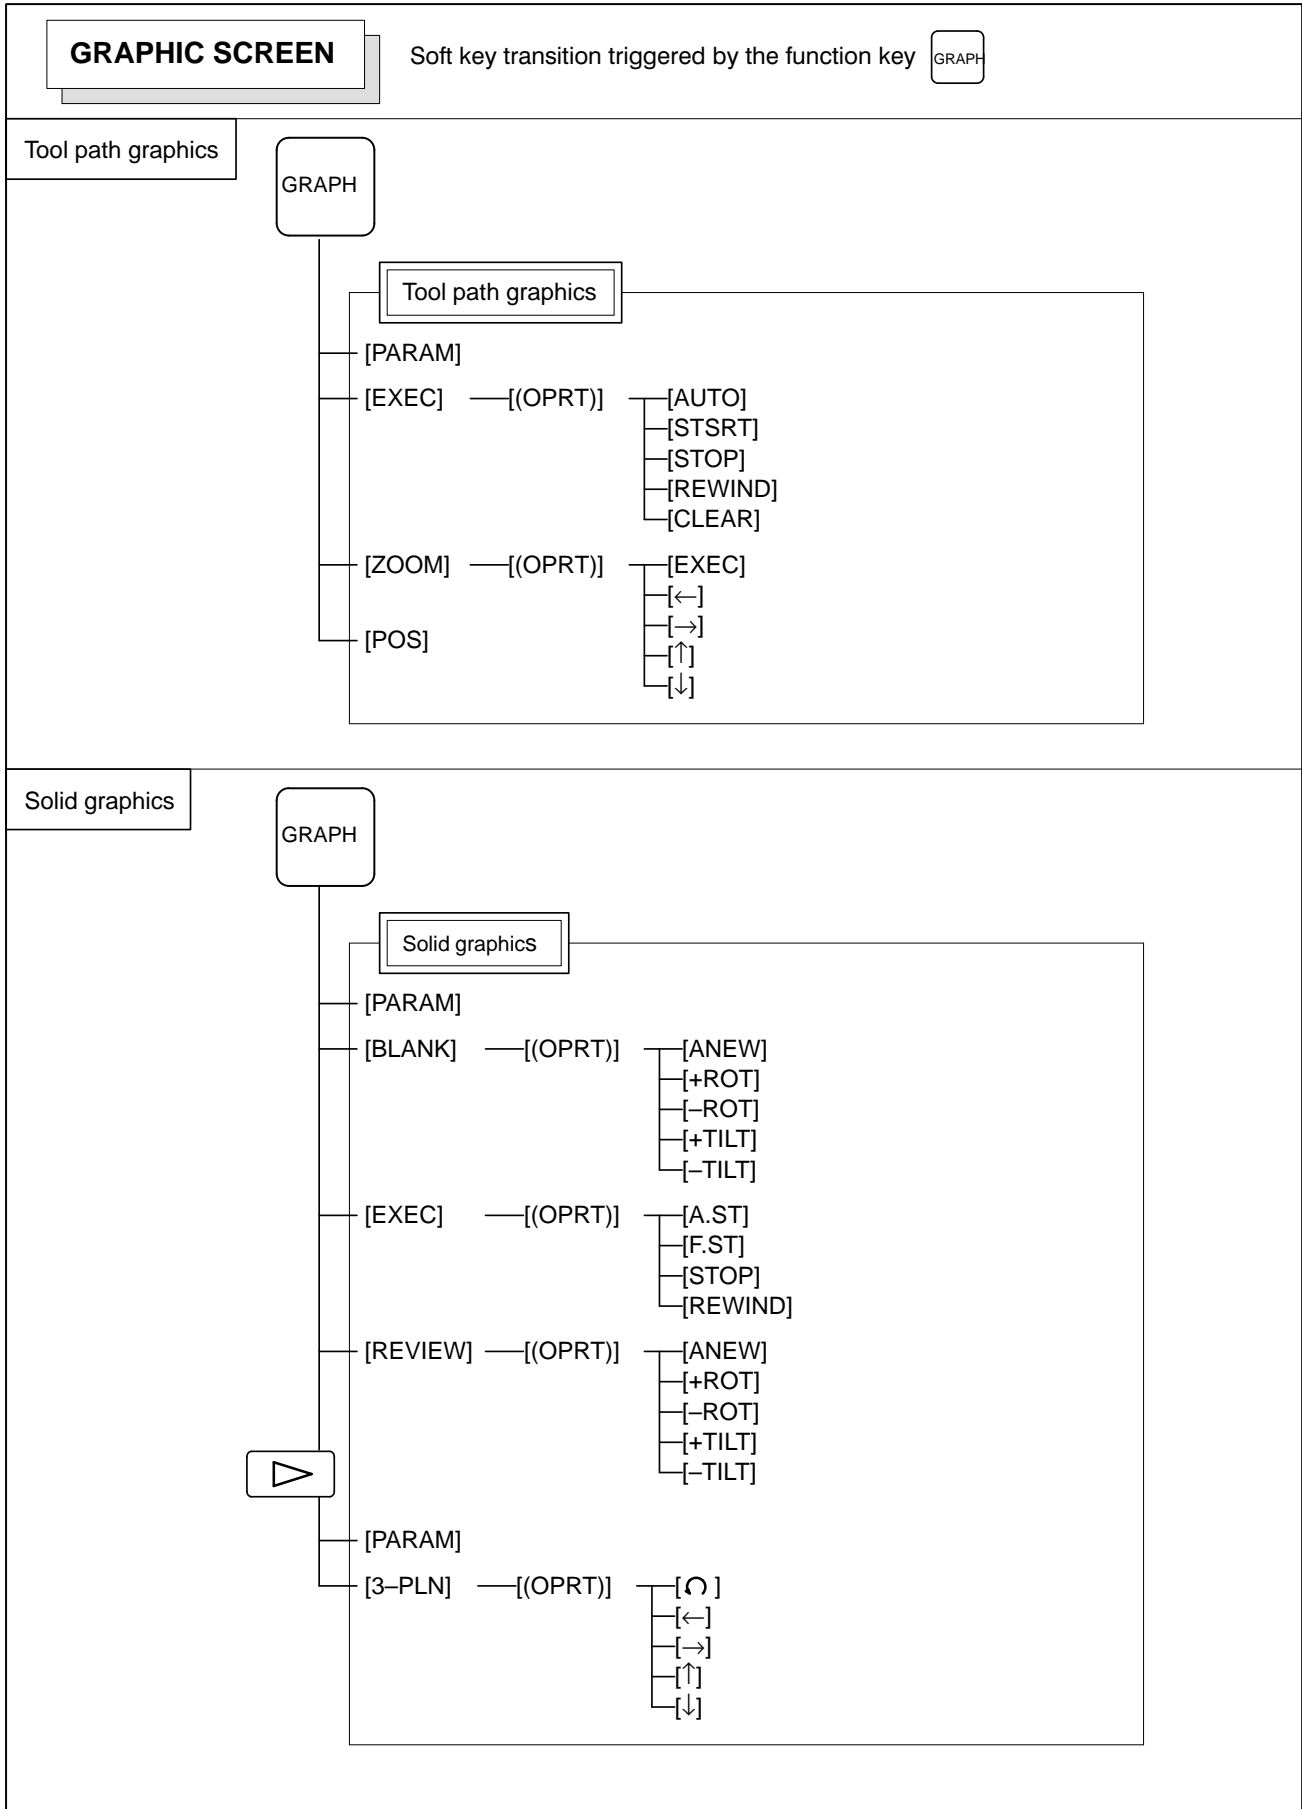 GRAPHIC SCREEN
Soft key transition triggered by the function key GRAPH
Tool path graphics
GRAPH
Tool path graphics
[PARAM]
[EXEC] [(OPRT)] [AUTO]
[STSRT]
[STOP]
[REWIND]
[CLEAR]
[ZOOM] [(OPRT)] [EXEC]
[←]
[→]
[POS]
[↑]
[↓]
Solid graphics
GRAPH
Solid graphics
[PARAM]
[BLANK] [(OPRT)] [ANEW]
[+ROT]
[–ROT]
[+TILT]
[–TILT]
[EXEC] [(OPRT)] [A.ST]
[F.ST]
[STOP]
[REWIND]
[REVIEW] [(OPRT)] [ANEW]
[+ROT]
[–ROT]
[+TILT]
[–TILT]
[PARAM]
[3–PLN] [(OPRT)] [ ]
[←]
[→]
[↑]
[↓]